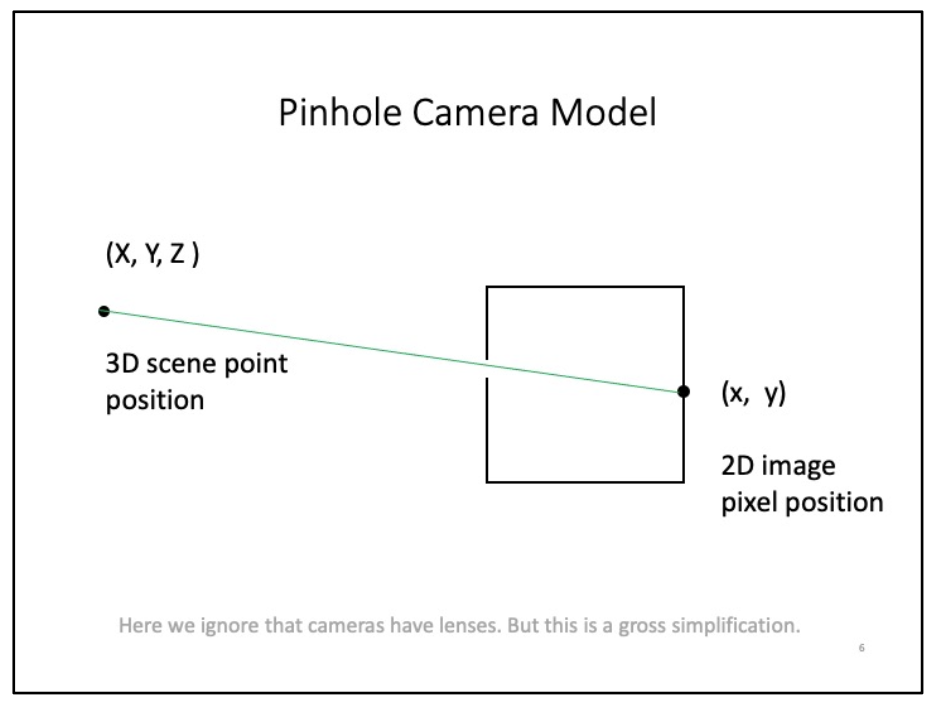 Pinhole Camera Model
(X, Y, Z )
3D scene point
position
(x,  y)
2D image
pixel position
Here we ignore that cameras have lenses. But this is a gross simplification.
6